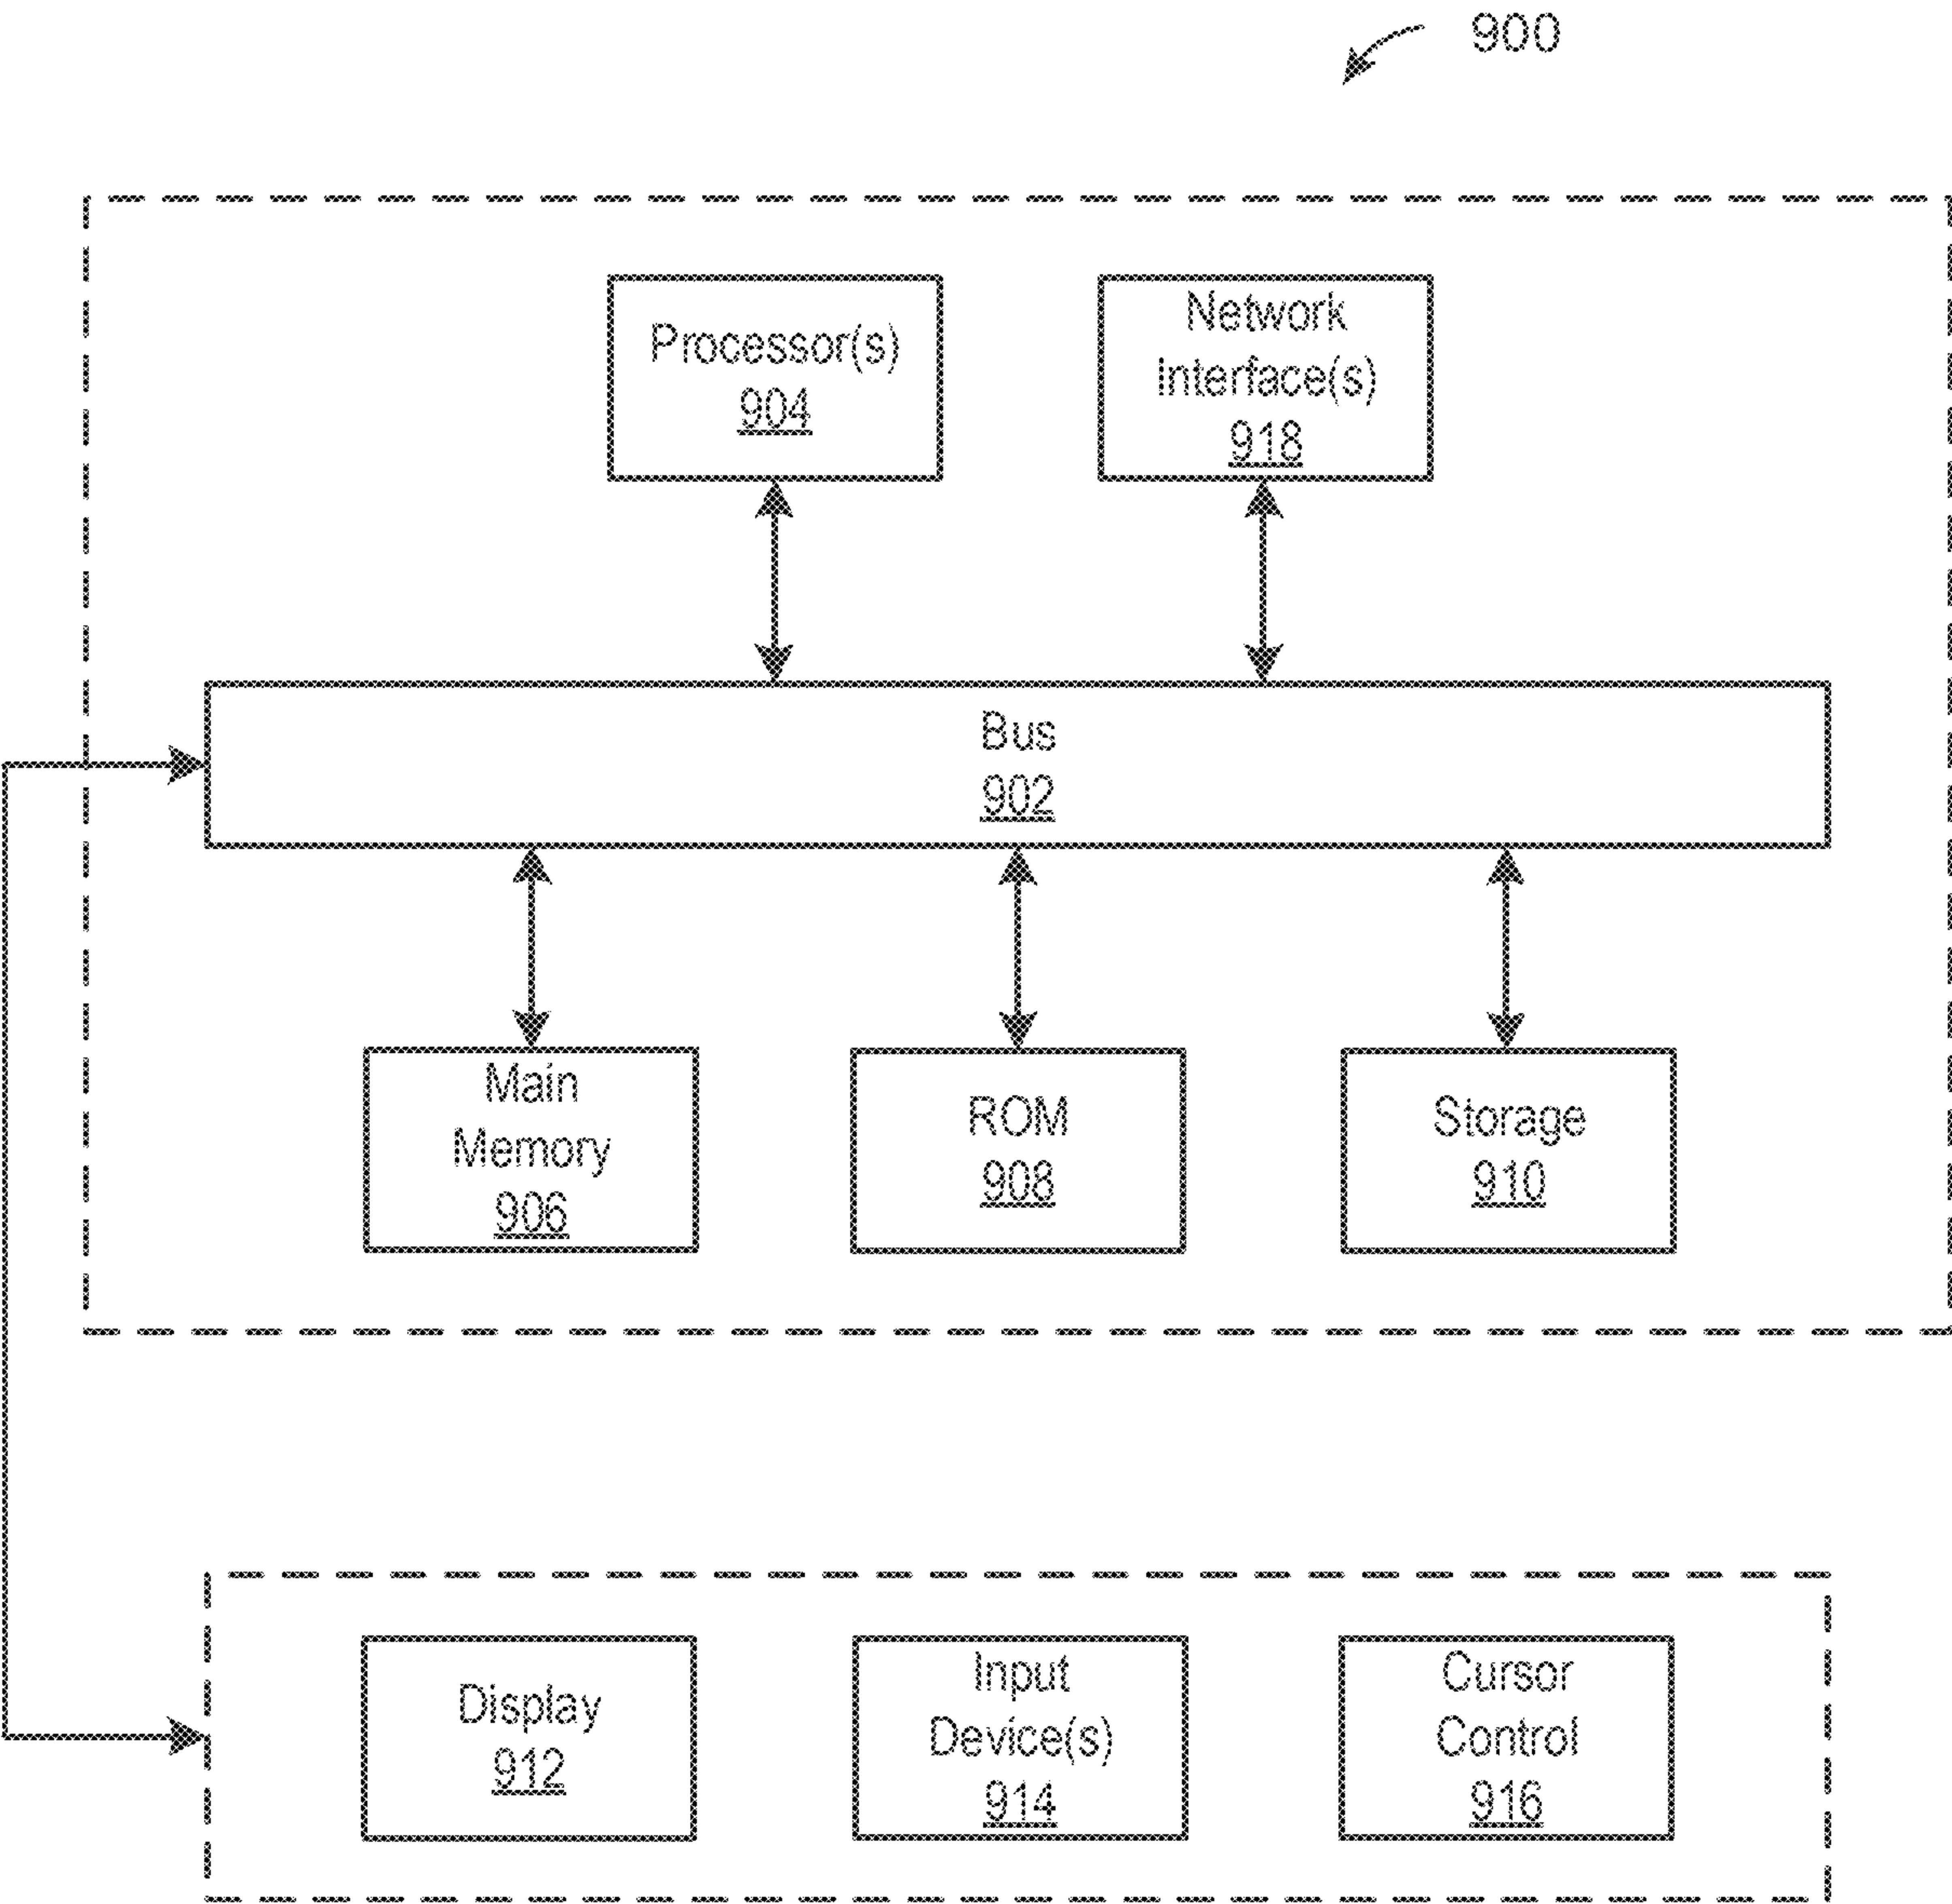 900
Processor(s)
904
Network
Interface(s)
918
Bus
902
Main
Memory
906
ROM
908
Storage
910
Display
912
Input
Device(s)
914
Cursor
Control
916